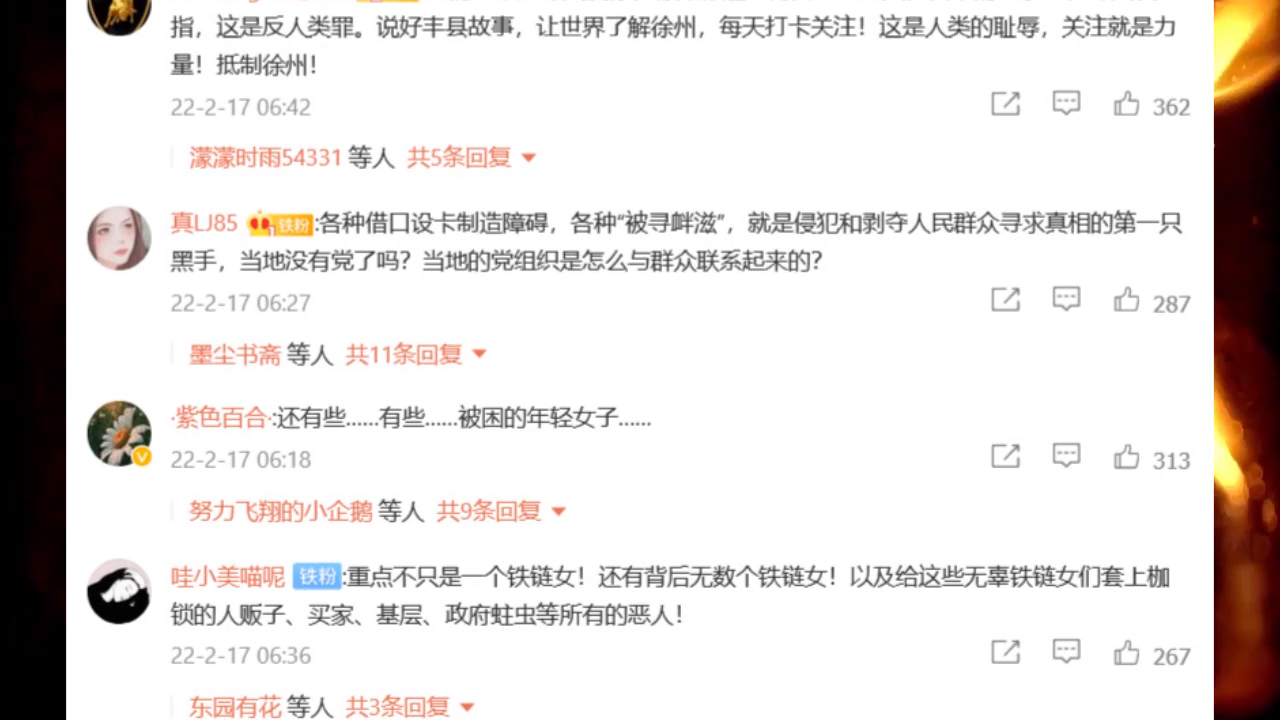 指，这是反人类罪。说好丰县故事，让世界了解徐州，每天打卡关注！这是人类的耻辱，关注就是力
量！抵制徐州！
22-2-17 06:42
362
濛濛时雨54331 等人 共5条回复
真LJ85 铁粉:各种借口设卡制造障碍，各种“被寻衅滋”，就是侵犯和剥夺人民群众寻求真相的第一只
黑手，当地没有党了吗？当地的党组织是怎么与群众联系起来的？
22-2-17 06:27
287
墨尘书斋 等人 共11条回复
·紫色百合·:还有些......有些......被困的年轻女子......
22-2-17 06:18
313
努力飞翔的小企鹅 等人 共9条回复
哇小美喵呢 铁粉:重点不只是一个铁链女！还有背后无数个铁链女！以及给这些无辜铁链女们套上枷
锁的人贩子、买家、基层、政府蛀虫等所有的恶人！
22-2-17 06:36
267
东园有花 等人 共3条回复